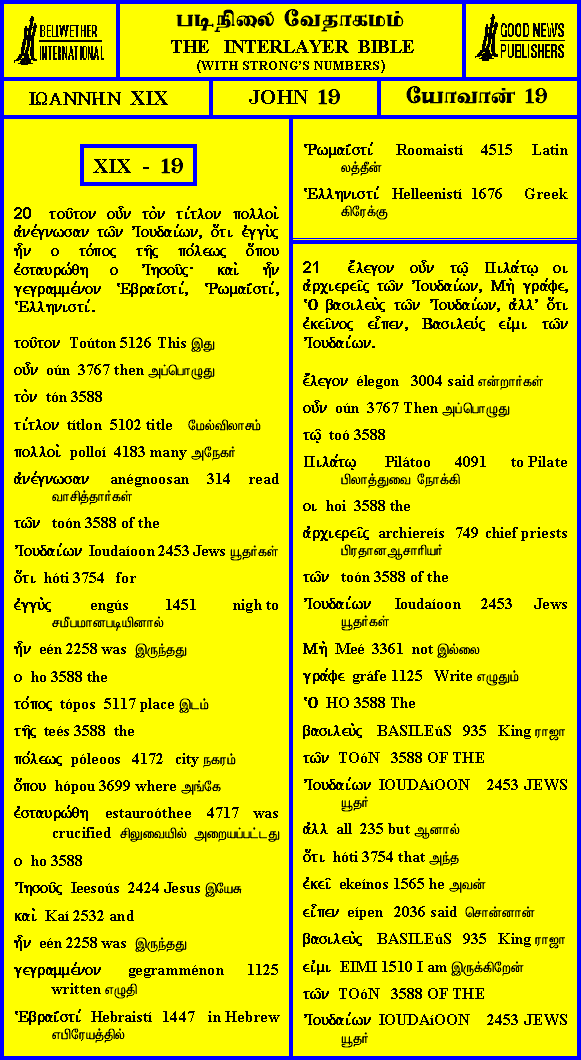 BELLWETHER
INTERNATIONAL
படிநிலை வேதாகமம்
THE INTERLAYER BIBLE
(WITH STRONG'S NUMBERS)
GOOD NEWS
PUBLISHERS
ΙΩΑΝΝΗΝ XIX
JOHN 19
யோவான் 19
XIX - 19
20 τοῦτον οὖν τὸν τίτλον πολλοὶ
ἀνέγνωσαν τῶν Ἰουδαίων, ὅτι ἐγγὺς
ἦν ο τόπος τῆς πόλεως ὅπου
ἐσταυρώθη ο Ἰησοῦς· καὶ ἦν
γεγραμμένον Ἑβραΐστί, Ῥωμαΐστί,
Ἑλληνιστί.
τοῦτον Toúton 5126 This இது
οὖν oún 3767 then அப்பொழுது
τὸν tón 3588
τίτλον títlon 5102 title மேல்விலாசம்
πολλοὶ polloí 4183 many அநேகர்
ἀνέγνωσαν anégnoosan 314 read
வாசித்தார்கள்
τῶν toón 3588 of the
Ἰουδαίων Ioudaíoon 2453 Jews யூதர்கள்
ὅτι hóti 3754 for
ἐγγὺς engús 1451 nigh to
சமீபமானபடியினால்
ἦν eén 2258 was இருந்தது
ο ho 3588 the
τόπος tópos 5117 place இடம்
τῆς teés 3588 the
πόλεως póleoos 4172 city நகரம்
ὅπου hópou 3699 where அங்கே
ἐσταυρώθη estauroóthee 4717 was
crucified சிலுவையில் அறையப்பட்டது
ο ho 3588
Ἰησοῦς Ieesoús 2424 Jesus இயேசு
καὶ Kaí 2532 and
ἦν eén 2258 was இருந்தது
γεγραμμένον gegramménon 1125
written எழுதி
Ἑβραΐστί Hebraistí 1447 in Hebrew
எபிரேயத்தில்
Ῥωμαΐστί Roomaistí 4515 Latin
லத்தீன்
Ἑλληνιστί Helleenistí 1676 Greek
கிரேக்கு
21 ἔλεγον οὖν τῷ Πιλάτῳ οι
ἀρχιερεῖς τῶν Ἰουδαίων, Μὴ γράφε,
Ὁ βασιλεὺς τῶν Ἰουδαίων, ἀλλ' ὅτι
ἐκεῖνος εἶπεν, Βασιλεύς εἰμι τῶν
Ἰουδαίων.
ἔλεγον élegon 3004 said என்றார்கள்
οὖν oún 3767 Then அப்பொழுது
τῷ toó 3588
Πιλάτῳ Pilátoo 4091 to Pilate
பிலாத்துவை நோக்கி
οι hoi 3588 the
ἀρχιερεῖς archiereís 749 chief priests
பிரதானஆசாரியர்
τῶν toón 3588 of the
Ἰουδαίων Ioudaíoon 2453 Jews
யூதர்கள்
Μὴ Meé 3361 not இல்லை
γράφε gráfe 1125 Write எழுதும்
Ὁ HO 3588 The
βασιλεὺς BASILEúS 935 King ராஜா
τῶν TOóN 3588 OF THE
Ἰουδαίων IOUDAíOON 2453 JEWS
யூதர்
ἀλλ all 235 but ஆனால்
ὅτι hóti 3754 that அந்த
ἐκεῖ ekeínos 1565 he அவன்
εἶπεν eípen 2036 said சொன்னான்
βασιλεὺς BASILEúS 935 King ராஜா
εἰμι EIMI 1510 I am இருக்கிறேன்
τῶν TOóN 3588 OF THE
Ἰουδαίων IOUDAíOON 2453 JEWS
யூதர்